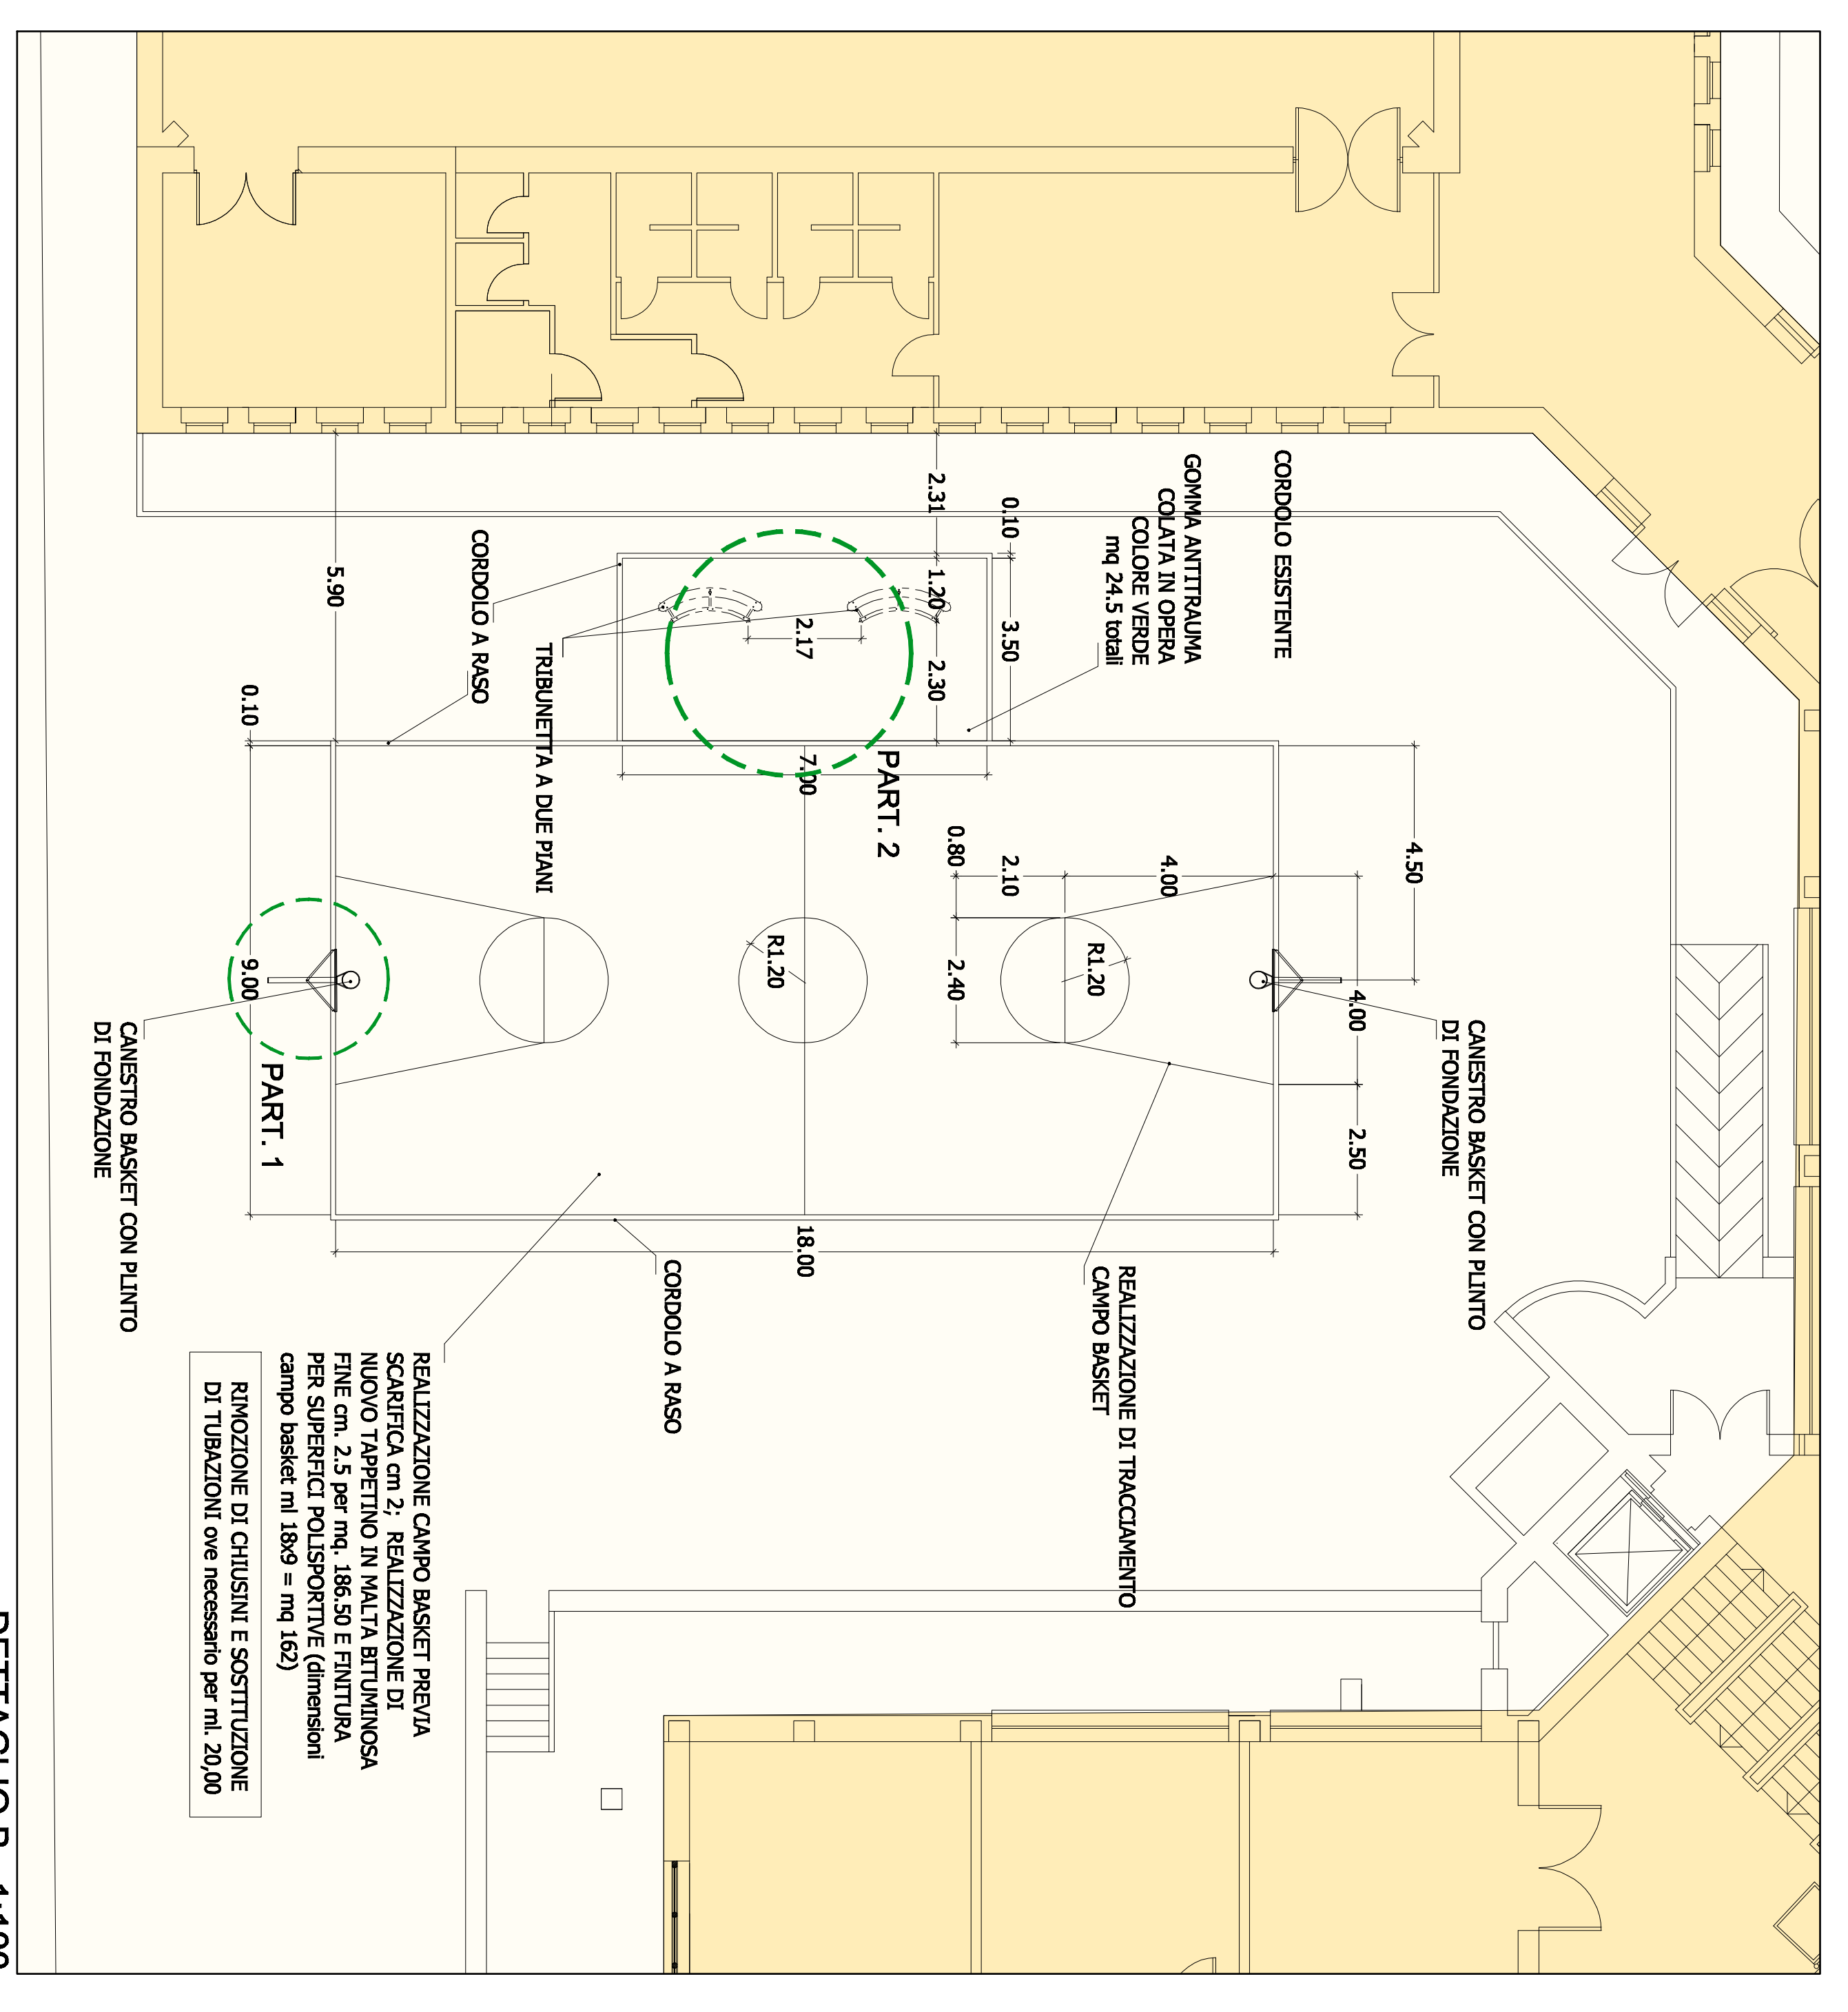 CORDOLO ESISTENTE
GOMMA ANTITRAUMA
COLATA IN OPERA
COLORE VERDE
mq 24.5 totali
2.31
0.10
1.20
3.50
2.17
2.30
5.90
CORDOLO A RASO
TRIBUNETTA A DUE PIANI
0.10
7.00
PART. 2
4.50
0.80
2.10
4.00
R1.20
R1.20
2.40
4.00
9.00
2.50
PART. 1
CANESTRO BASKET CON PLINTO
DI FONDAZIONE
CANESTRO BASKET CON PLINTO
DI FONDAZIONE
18.00
CORDOLO A RASO
REALIZZAZIONE DI TRACCIAMENTO
CAMPO BASKET
REALIZZAZIONE CAMPO BASKET PREVIA
SCARIFICA cm 2; REALIZZAZIONE DI
NUOVO TAPPETINO IN MALTA BITUMINOSA
FINE cm. 2.5 per mq. 186.50 E FINITURA
PER SUPERFICI POLISPORTIVE (dimensioni
campo basket ml 18x9 = mq 162)
RIMOZIONE DI CHIUSINI E SOSTITUZIONE
DI TUBAZIONI ove necessario per ml. 20,00